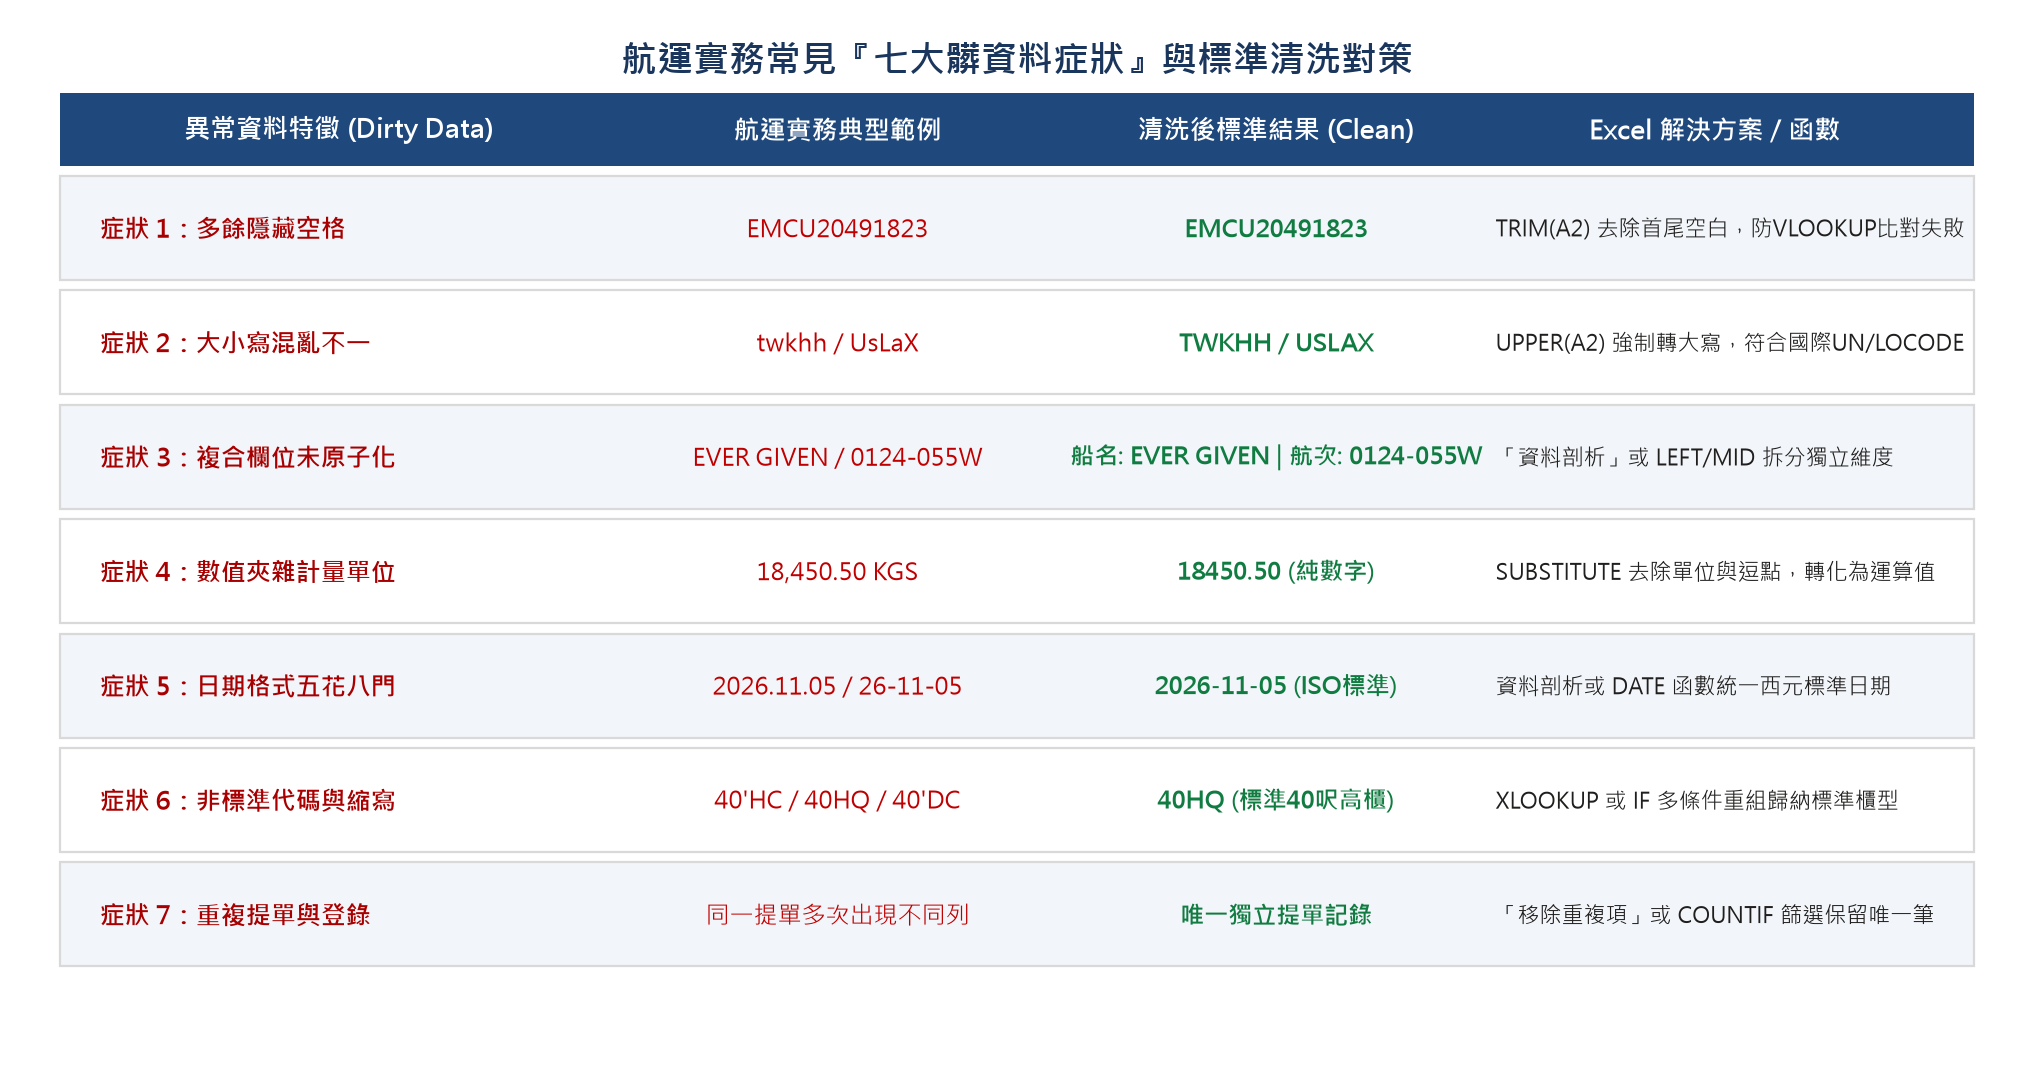 航運實務常見『七大髒資料症狀』與標準清洗對策
異常資料特徵 (Dirty Data) 航運實務典型範例 清洗後標準結果 (Clean) Excel 解決方案 / 函數
症狀 1：多餘隱藏空格 EMCU20491823 EMCU20491823 TRIM(A2) 去除首尾空白，防VLOOKUP比對失敗
症狀 2：大小寫混亂不一 twkhh / UsLaX TWKHH / USLAX UPPER(A2) 強制轉大寫，符合國際UN/LOCODE
症狀 3：複合欄位未原子化 EVER GIVEN / 0124-055W 船名: EVER GIVEN | 航次: 0124-055W 「資料剖析」或 LEFT/MID 拆分獨立維度
症狀 4：數值夾雜計量單位 18,450.50 KGS 18450.50 (純數字) SUBSTITUTE 去除單位與逗點，轉化為運算值
症狀 5：日期格式五花八門 2026.11.05 / 26-11-05 2026-11-05 (ISO標準) 資料剖析或 DATE 函數統一西元標準日期
症狀 6：非標準代碼與縮寫 40'HC / 40HQ / 40'DC 40HQ (標準40呎高櫃) XLOOKUP 或 IF 多條件重組歸納標準櫃型
症狀 7：重複提單與登錄 同一提單多次出現不同列 唯一獨立提單記錄 「移除重複項」或 COUNTIF 篩選保留唯一筆